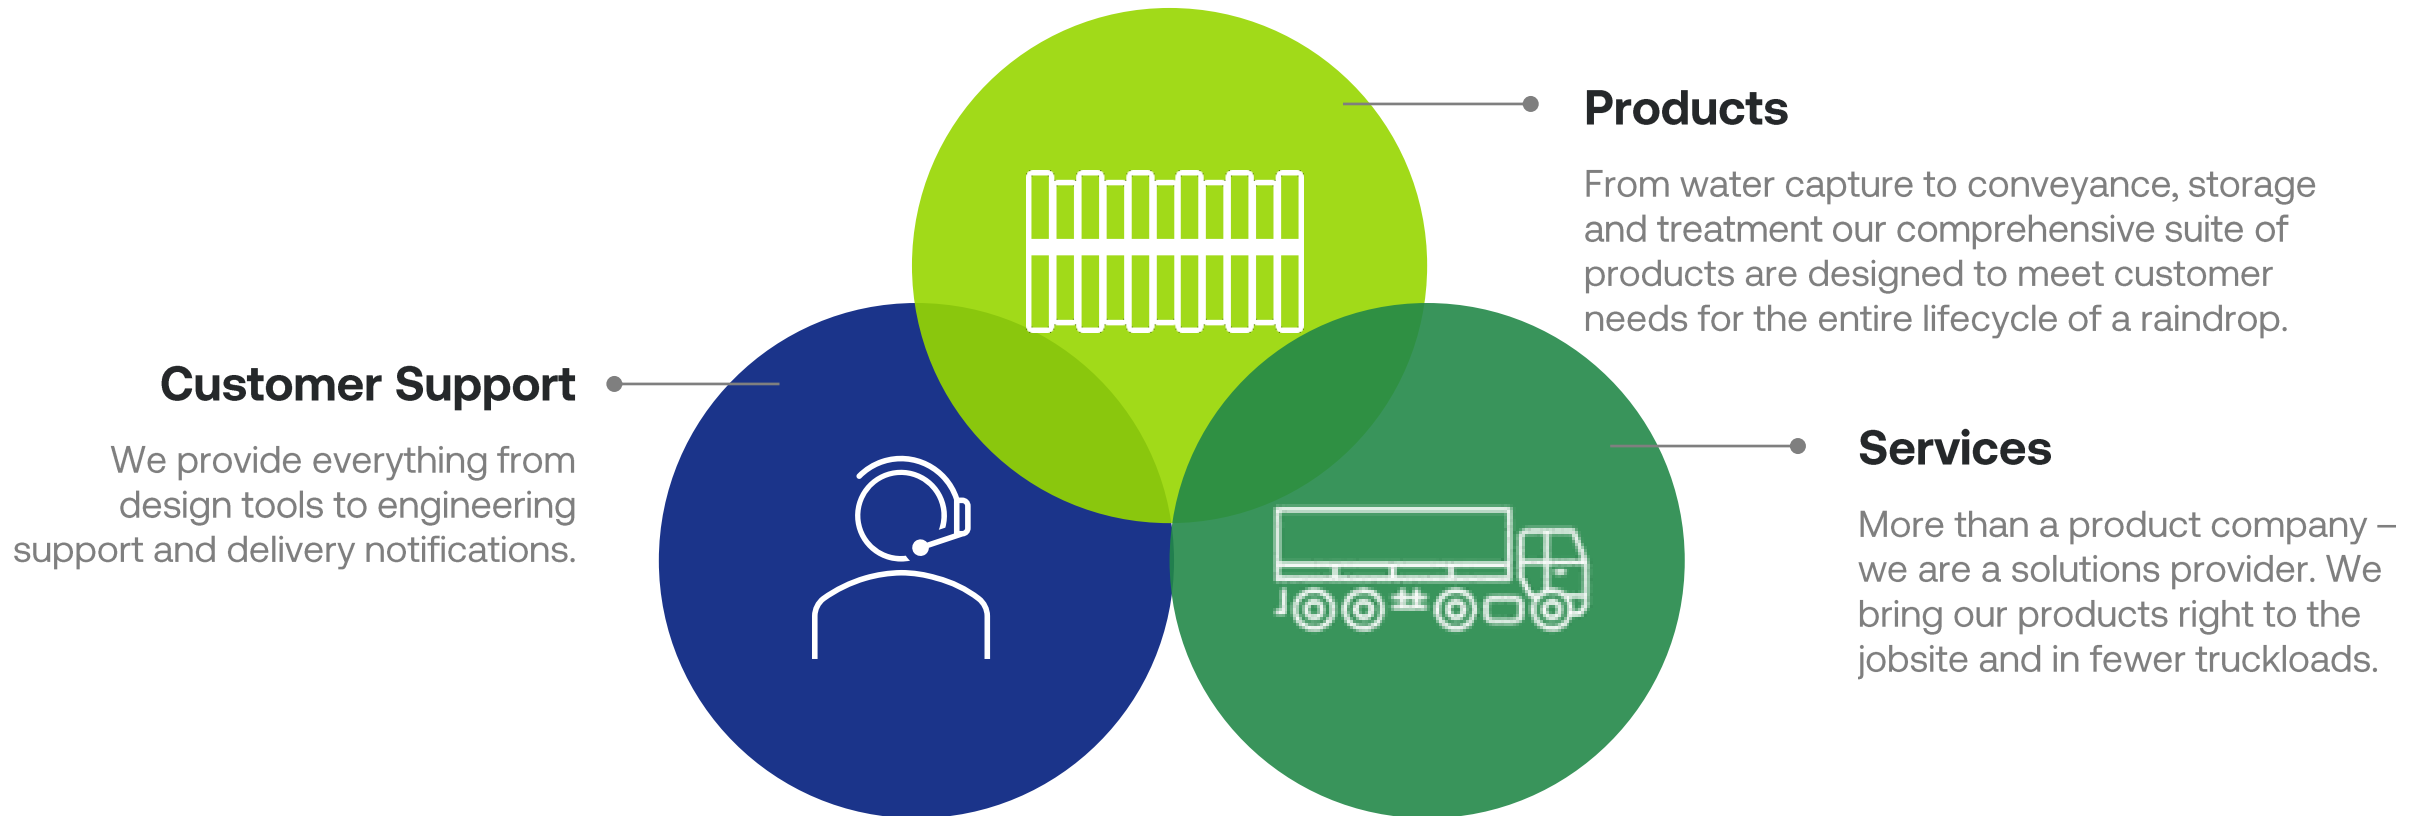 Products
From water capture to conveyance, storage
and treatment our comprehensive suite of
products are designed to meet customer
needs for the entire lifecycle of a raindrop.
Customer Support
We provide everything from
design tools to engineering
support and delivery notifications.
Services
More than a product company –
we are a solutions provider. We
bring our products right to the
jobsite and in fewer truckloads.